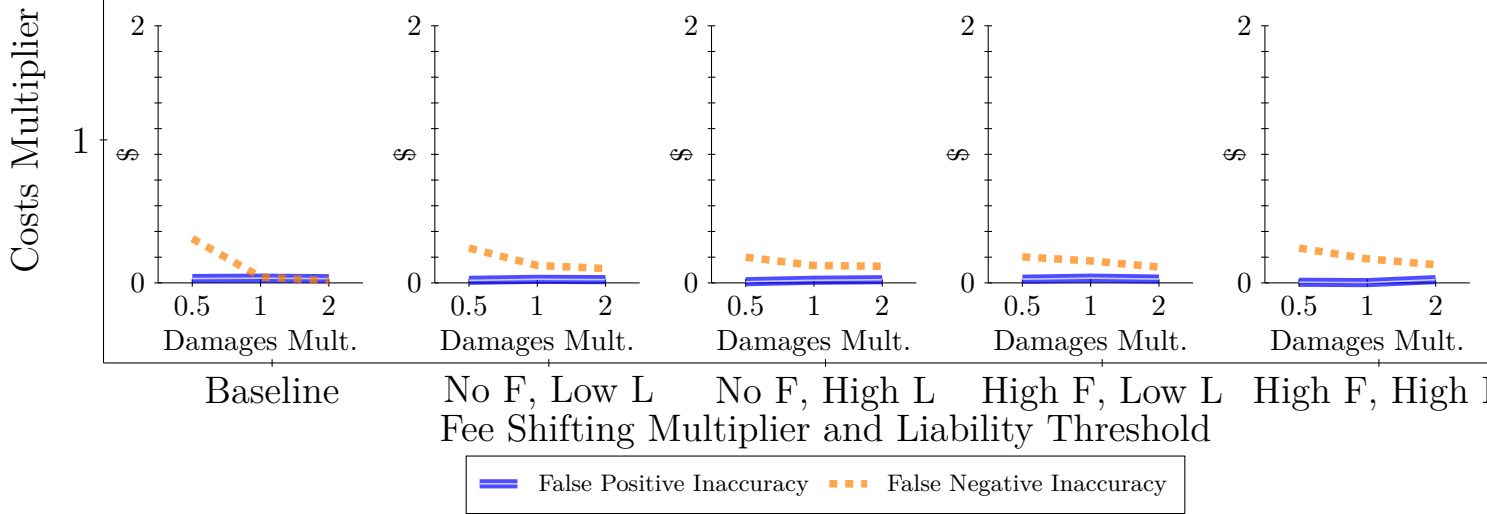 Costs Multiplier
1
2
$
0
0.5 1 2
Damages Mult.
2
$
0
0.5 1 2
Damages Mult.
2
$
0
0.5 1 2
Damages Mult.
2
$
0
0.5 1 2
Damages Mult.
2
$
0
0.5 1 2
Damages Mult.
Baseline
No F, Low L
No F, High L
High F, Low L
High F, High
Fee Shifting Multiplier and Liability Threshold
False Positive Inaccuracy
False Negative Inaccuracy